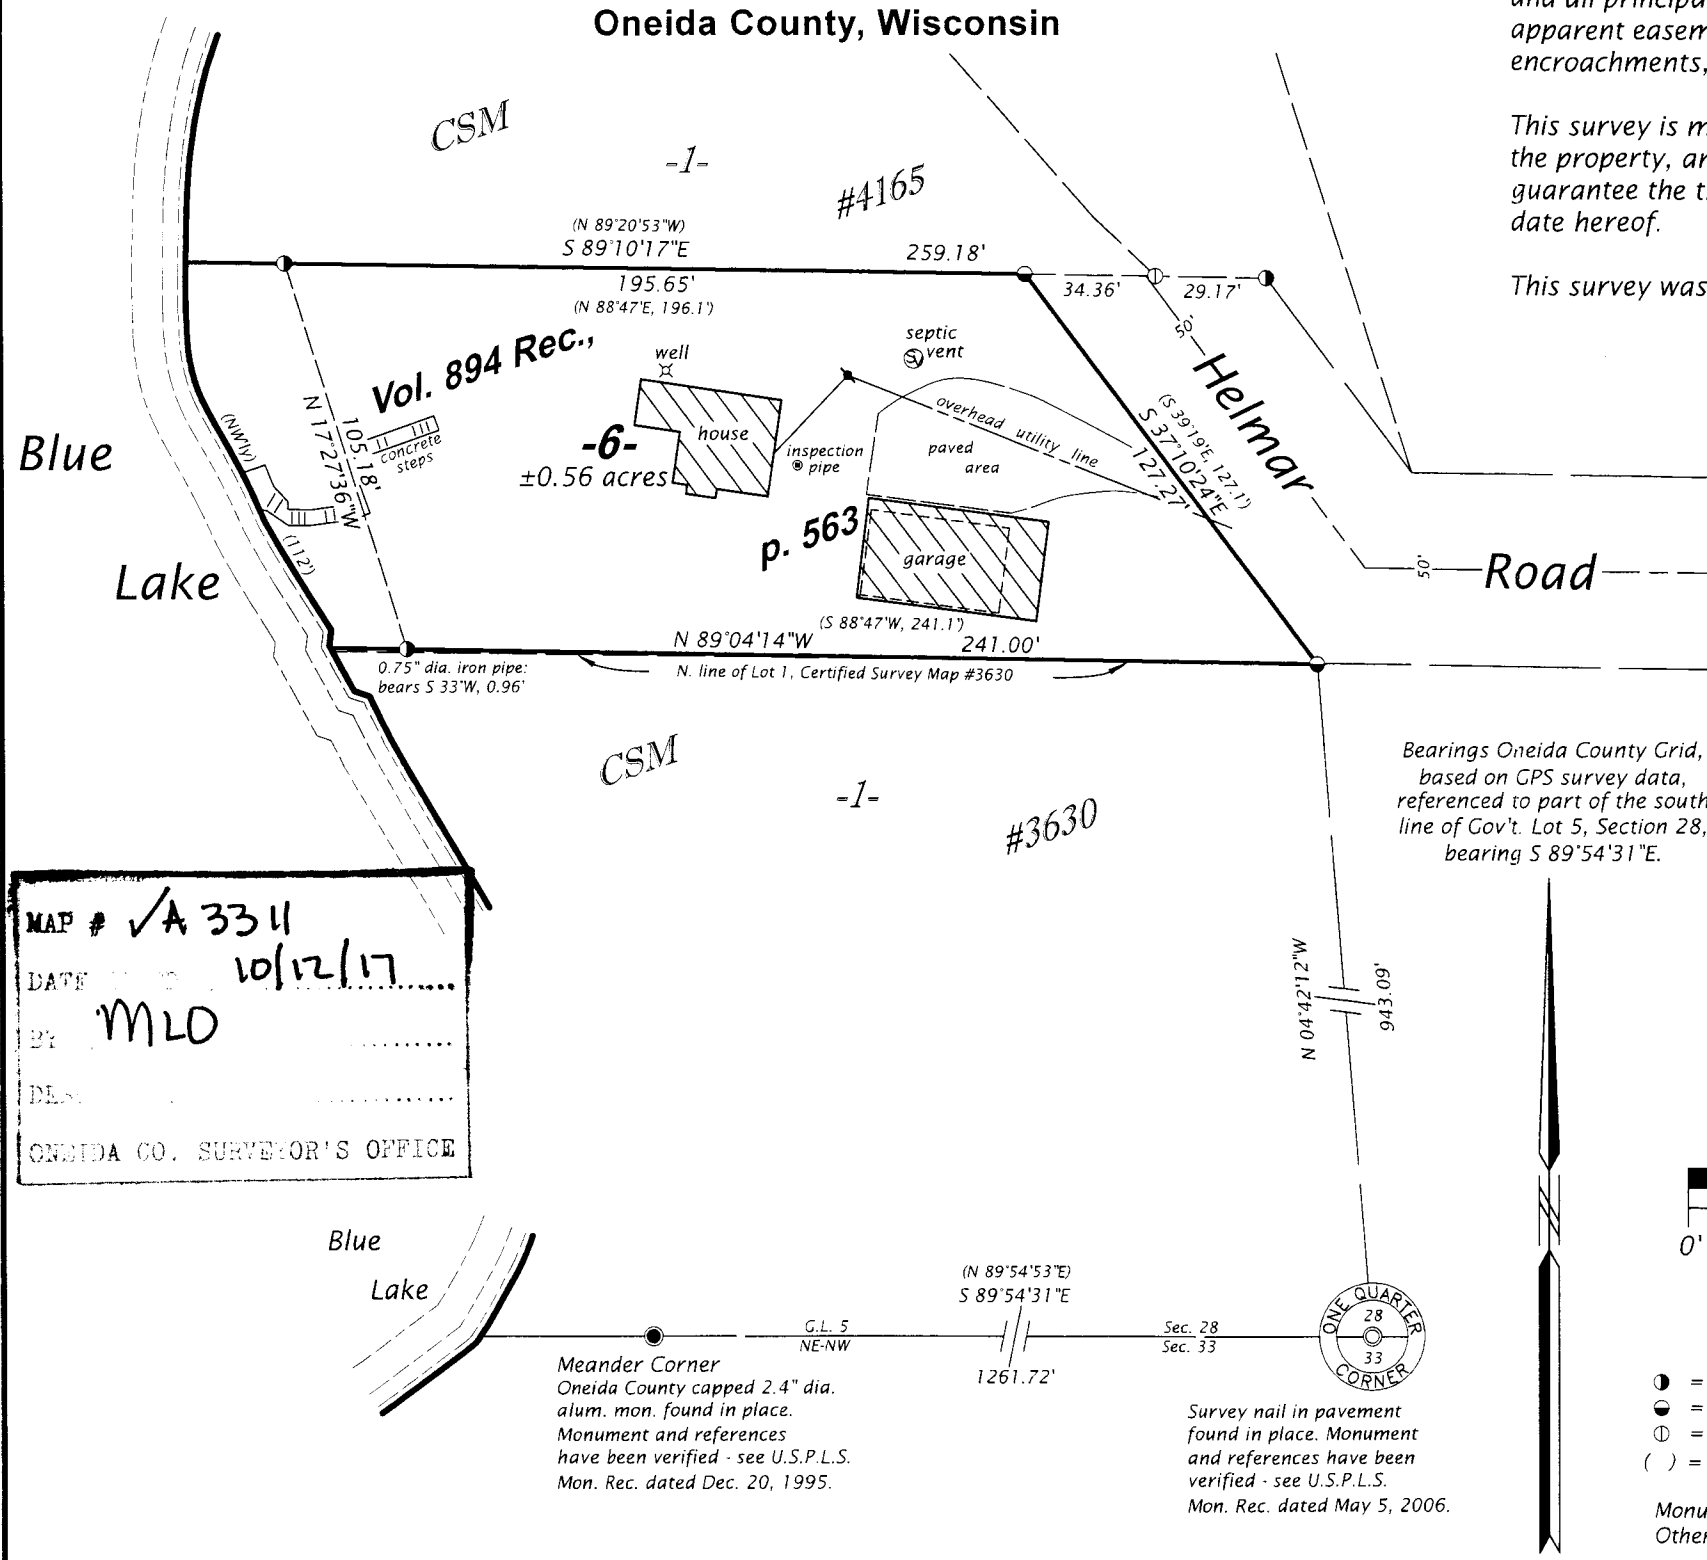 Oneida County, Wisconsin
and all principa
apparent easem
encroachments,
This survey is m
the property, an
guarantee the t
date hereof.
This survey was
CSM
-1-
#4165
(N 89°20'53"W)
S 89°10'17"E
259.18'
195.65'
(N 88°47'E, 196.1')
34.36'
29.17'
50'
Helmar
Road
50'
Vol. 894 Rec.,
p. 563
-6-
±0.56 acres
well
house
septic
vent
SV
inspection
pipe
overhead utility line
paved
area
garage
(S 39°19'E, 127.1')
S 37°10'24"E
127.27'
Blue
Lake
(NW'ly)
(112')
N 17°27'36"W
105.18'
concrete
steps
(S 88°47'W, 241.1')
N 89°04'14"W
241.00'
N. line of Lot 1, Certified Survey Map #3630
0.75" dia. iron pipe:
bears S 33°W, 0.96'
CSM
-1-
#3630
Bearings Oneida County Grid,
based on GPS survey data,
referenced to part of the south
line of Gov't. Lot 5, Section 28,
bearing S 89°54'31"E.
MAP # √A 3311
DATE 10/12/17
BY MLO
ONEIDA CO. SURVEYOR'S OFFICE
N 04°42'12"W
943.09'
0'
Blue
Lake
(N 89°54'53"E)
S 89°54'31"E
1261.72'
G.L. 5
NE-NW
Sec. 28
Sec. 33
ONE QUARTER
28
33
CORNER
Meander Corner
Oneida County capped 2.4" dia.
alum. mon. found in place.
Monument and references
have been verified - see U.S.P.L.S.
Mon. Rec. dated Dec. 20, 1995.
Survey nail in pavement
found in place. Monument
and references have been
verified - see U.S.P.L.S.
Mon. Rec. dated May 5, 2006.
=
=
=
( ) =
Monu
Other